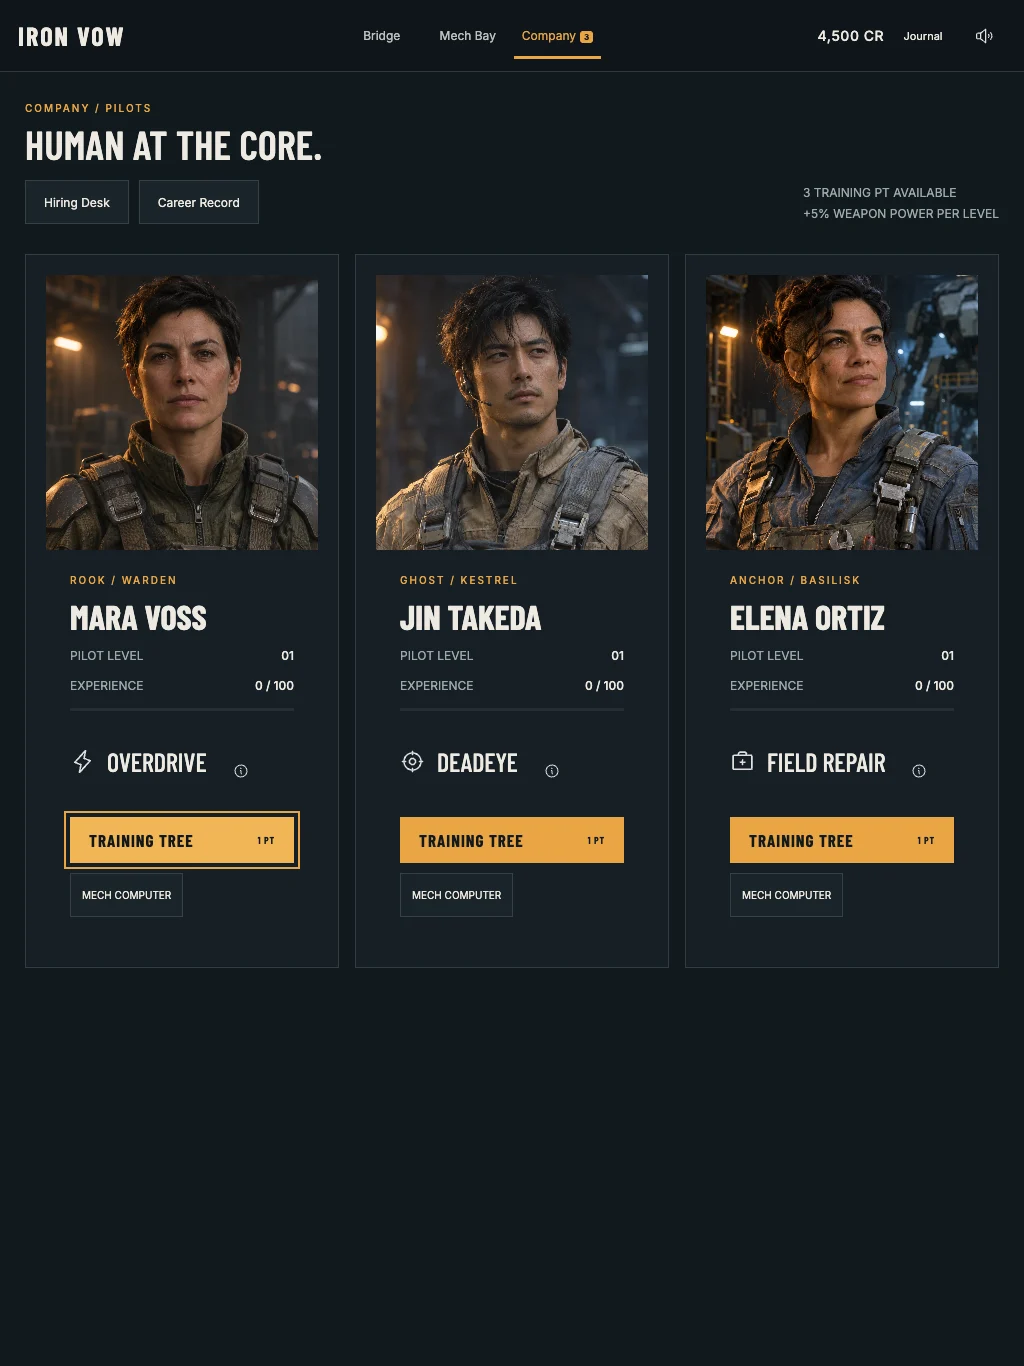 IRON VOW
Bridge
Mech Bay
Company 3
4,500 CR
Journal
COMPANY / PILOTS
HUMAN AT THE CORE.
Hiring Desk
Career Record
3 TRAINING PT AVAILABLE
+5% WEAPON POWER PER LEVEL
ROOK / WARDEN
MARA VOSS
PILOT LEVEL 01
EXPERIENCE 0 / 100
OVERDRIVE
TRAINING TREE 1 PT
MECH COMPUTER
GHOST / KESTREL
JIN TAKEDA
PILOT LEVEL 01
EXPERIENCE 0 / 100
DEADEYE
TRAINING TREE 1 PT
MECH COMPUTER
ANCHOR / BASILISK
ELENA ORTIZ
PILOT LEVEL 01
EXPERIENCE 0 / 100
FIELD REPAIR
TRAINING TREE 1 PT
MECH COMPUTER